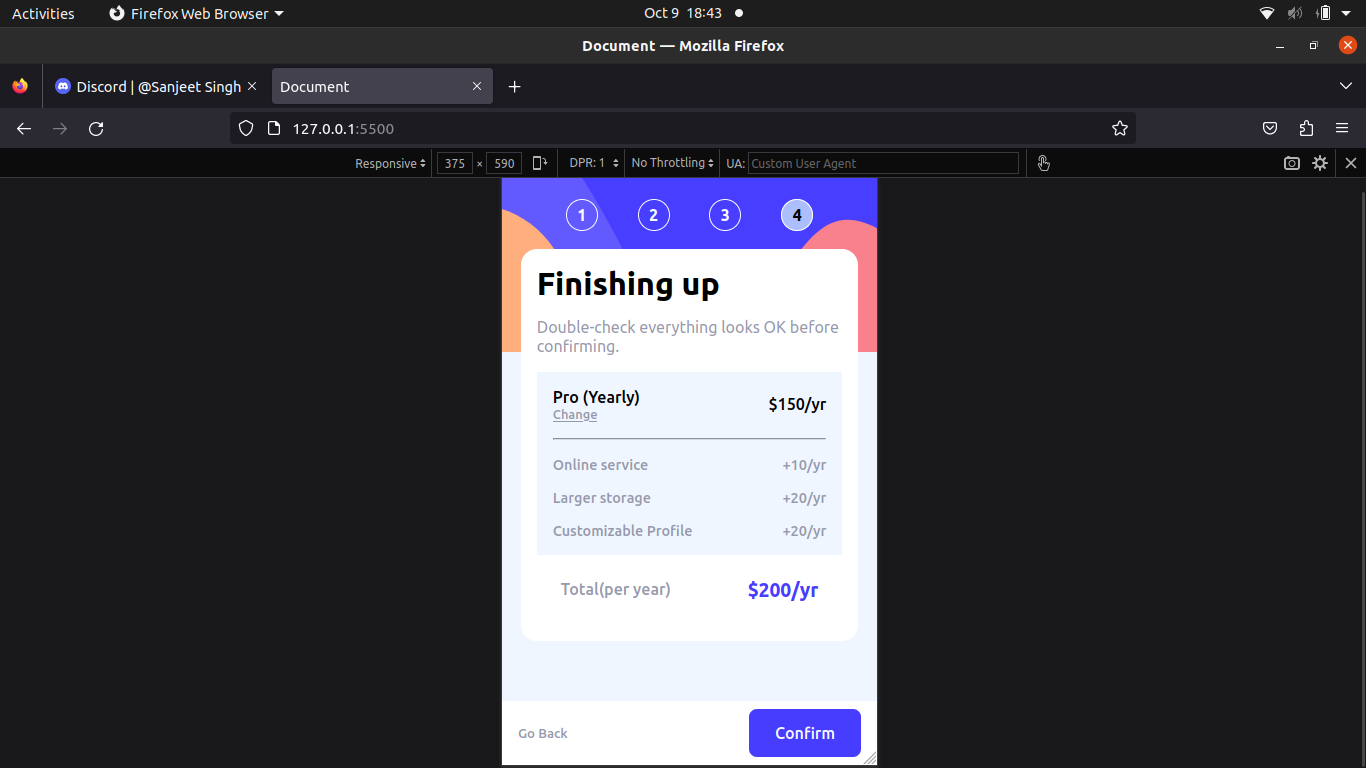 Activities Firefox Web Browser Oct 9 18:43
Document — Mozilla Firefox
Discord | @Sanjeet Singh Document
127.0.0.1:5500
Responsive 375 × 590 DPR: 1 No Throttling UA: Custom User Agent
1 2 3 4
Finishing up
Double-check everything looks OK before
confirming.
Pro (Yearly) $150/yr
Change
Online service +10/yr
Larger storage +20/yr
Customizable Profile +20/yr
Total(per year) $200/yr
Go Back Confirm